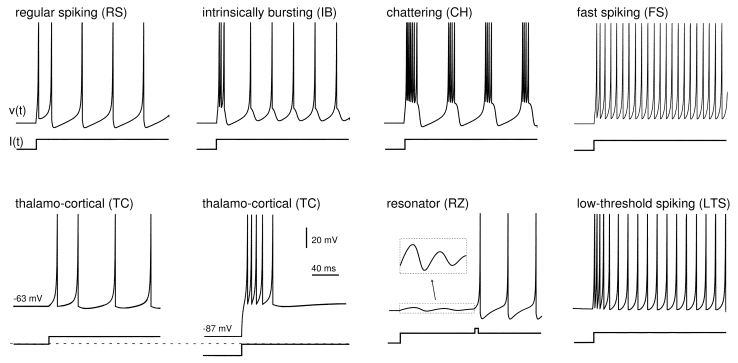 regular spiking (RS)
intrinsically bursting (IB)
chattering (CH)
fast spiking (FS)
v(t)
I(t)
thalamo-cortical (TC)
thalamo-cortical (TC)
resonator (RZ)
low-threshold spiking (LTS)
20 mV
40 ms
-63 mV
-87 mV